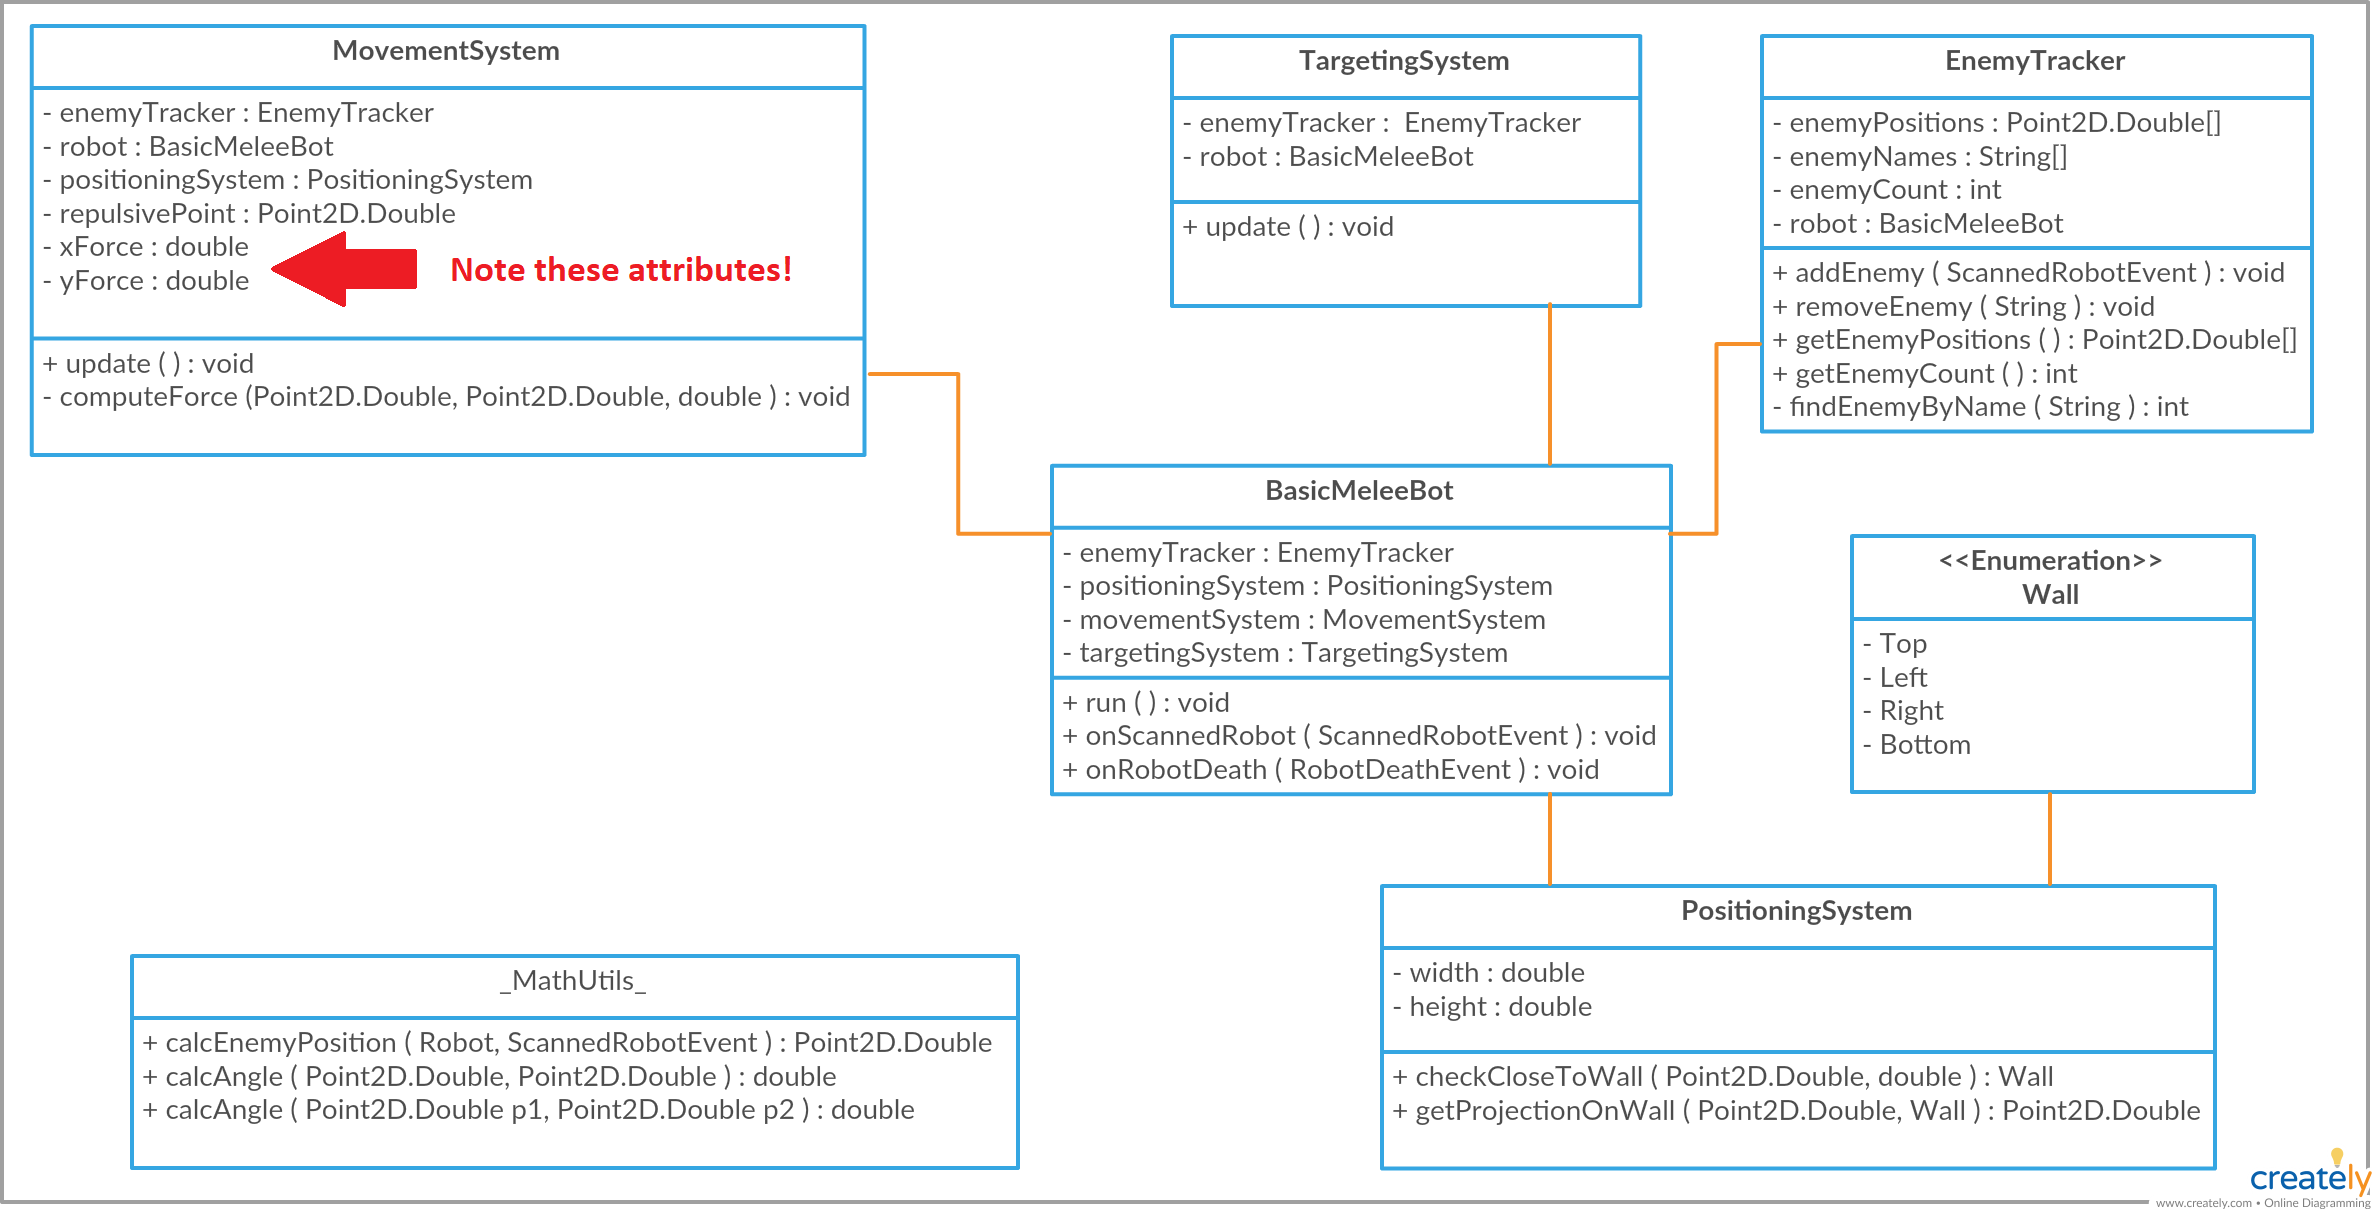 MovementSystem
- enemyTracker : EnemyTracker
- robot : BasicMeleeBot
- positioningSystem : PositioningSystem
- repulsivePoint : Point2D.Double
- xForce : double
- yForce : double
Note these attributes!
+ update ( ) : void
- computeForce (Point2D.Double, Point2D.Double, double ) : void
TargetingSystem
- enemyTracker :  EnemyTracker
- robot : BasicMeleeBot
+ update ( ) : void
EnemyTracker
- enemyPositions : Point2D.Double[]
- enemyNames : String[]
- enemyCount : int
- robot : BasicMeleeBot
+ addEnemy ( ScannedRobotEvent ) : void
+ removeEnemy ( String ) : void
+ getEnemyPositions ( ) : Point2D.Double[]
+ getEnemyCount ( ) : int
- findEnemyByName ( String ) : int
BasicMeleeBot
- enemyTracker : EnemyTracker
- positioningSystem : PositioningSystem
- movementSystem : MovementSystem
- targetingSystem : TargetingSystem
+ run ( ) : void
+ onScannedRobot ( ScannedRobotEvent ) : void
+ onRobotDeath ( RobotDeathEvent ) : void
<<Enumeration>>
Wall
- Top
- Left
- Right
- Bottom
_MathUtils_
+ calcEnemyPosition ( Robot, ScannedRobotEvent ) : Point2D.Double
+ calcAngle ( Point2D.Double, Point2D.Double ) : double
+ calcAngle ( Point2D.Double p1, Point2D.Double p2 ) : double
PositioningSystem
- width : double
- height : double
+ checkCloseToWall ( Point2D.Double, double ) : Wall
+ getProjectionOnWall ( Point2D.Double, Wall ) : Point2D.Double
creately
www.creately.com • Online Diagramming